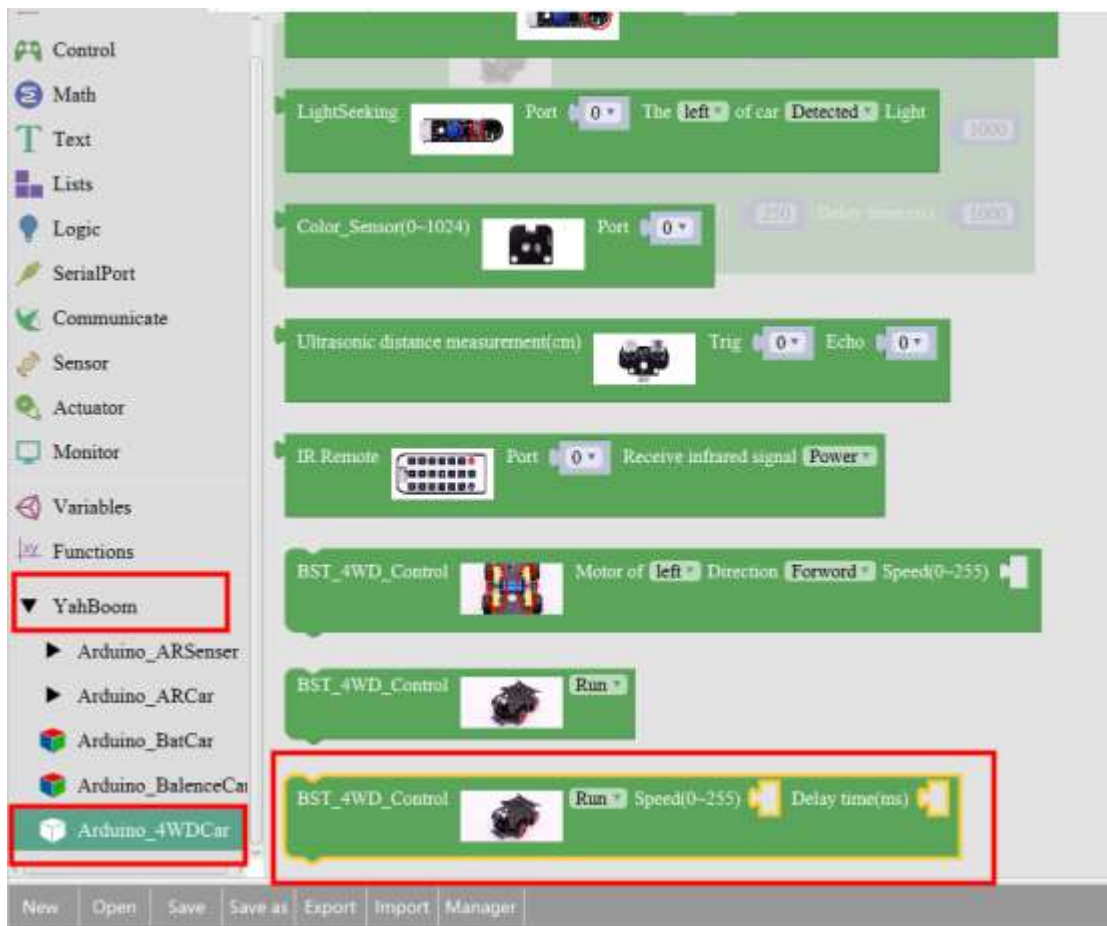 Control
Math
Text
Lists
Logic
SerialPort
Communicate
Sensor
Actuator
Monitor
Variables
Functions
YahBoom
Arduino_ARSenser
Arduino_ARCar
Arduino_BatCar
Arduino_BalenceCar
Arduino_4WDCar
LightSeeking Port 0 The left of car Detected Light
1000
Color_Sensor(0~1024) Port 0
250 Delay time(ms) 1000
Ultrasonic distance measurement(cm) Trig 0 Echo 0
IR Remote Port 0 Receive infrared signal Power
BST_4WD_Control Motor of left Direction Forword Speed(0~255)
BST_4WD_Control Run
BST_4WD_Control Run Speed(0~255) Delay time(ms)
New Open Save Save as Export Import Manager